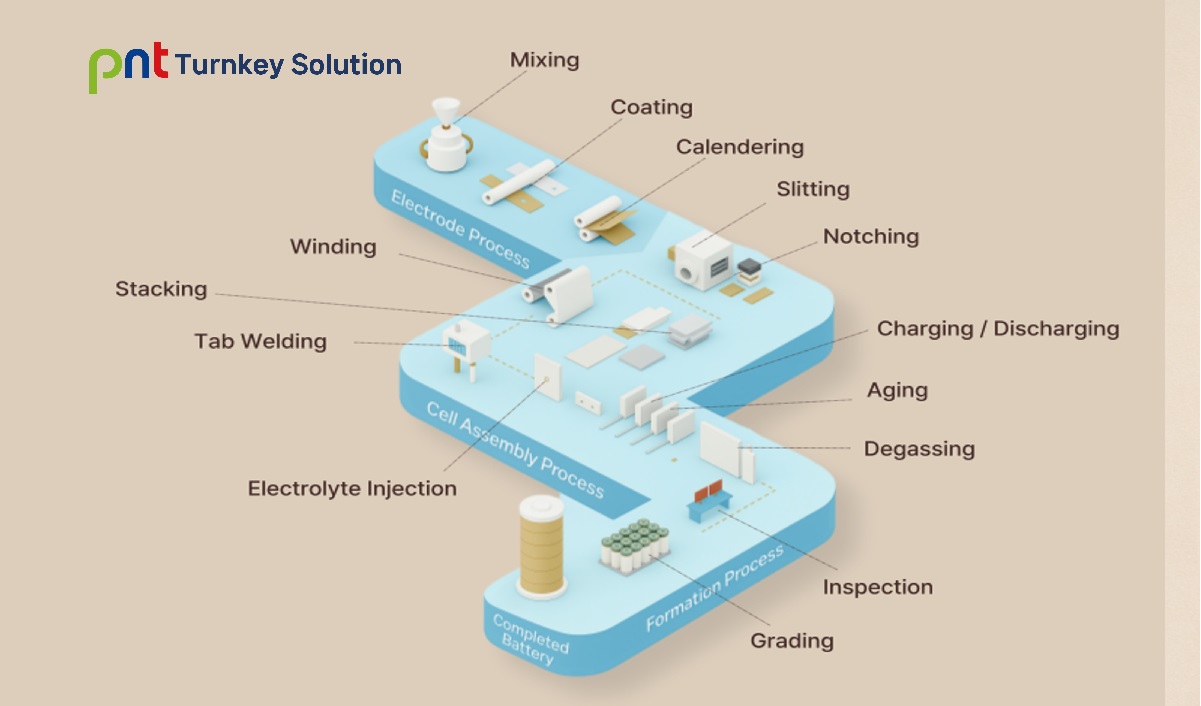 pnt Turnkey Solution
Mixing
Coating
Calendering
Slitting
Notching
Electrode Process
Winding
Stacking
Tab Welding
Charging / Discharging
Aging
Degassing
Cell Assembly Process
Electrolyte Injection
Inspection
Formation Process
Grading
Completed
Battery